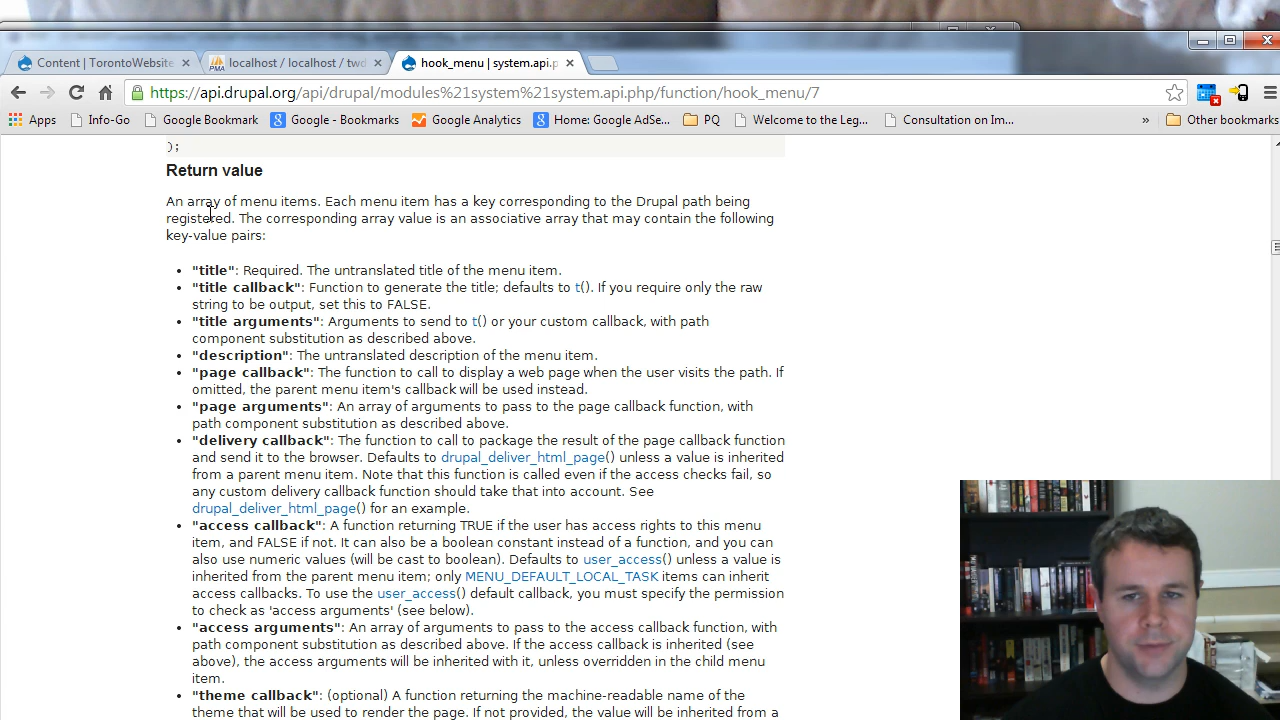 Content | TorontoWebsite
localhost / localhost / twd
hook_menu | system.api.p
https://api.drupal.org/api/drupal/modules%21system%21system.api.php/function/hook_menu/7
Apps Info-Go Google Bookmark Google - Bookmarks Google Analytics Home: Google AdSe... PQ Welcome to the Leg... Consultation on Im... » Other bookmarks
);
Return value
An array of menu items. Each menu item has a key corresponding to the Drupal path being
registered. The corresponding array value is an associative array that may contain the following
key-value pairs:
• "title": Required. The untranslated title of the menu item.
• "title callback": Function to generate the title; defaults to t(). If you require only the raw
string to be output, set this to FALSE.
• "title arguments": Arguments to send to t() or your custom callback, with path
component substitution as described above.
• "description": The untranslated description of the menu item.
• "page callback": The function to call to display a web page when the user visits the path. If
omitted, the parent menu item's callback will be used instead.
• "page arguments": An array of arguments to pass to the page callback function, with
path component substitution as described above.
• "delivery callback": The function to call to package the result of the page callback function
and send it to the browser. Defaults to drupal_deliver_html_page() unless a value is inherited
from a parent menu item. Note that this function is called even if the access checks fail, so
any custom delivery callback function should take that into account. See
drupal_deliver_html_page() for an example.
• "access callback": A function returning TRUE if the user has access rights to this menu
item, and FALSE if not. It can also be a boolean constant instead of a function, and you can
also use numeric values (will be cast to boolean). Defaults to user_access() unless a value is
inherited from the parent menu item; only MENU_DEFAULT_LOCAL_TASK items can inherit
access callbacks. To use the user_access() default callback, you must specify the permission
to check as 'access arguments' (see below).
• "access arguments": An array of arguments to pass to the access callback function, with
path component substitution as described above. If the access callback is inherited (see
above), the access arguments will be inherited with it, unless overridden in the child menu
item.
• "theme callback": (optional) A function returning the machine-readable name of the
theme that will be used to render the page. If not provided, the value will be inherited from a